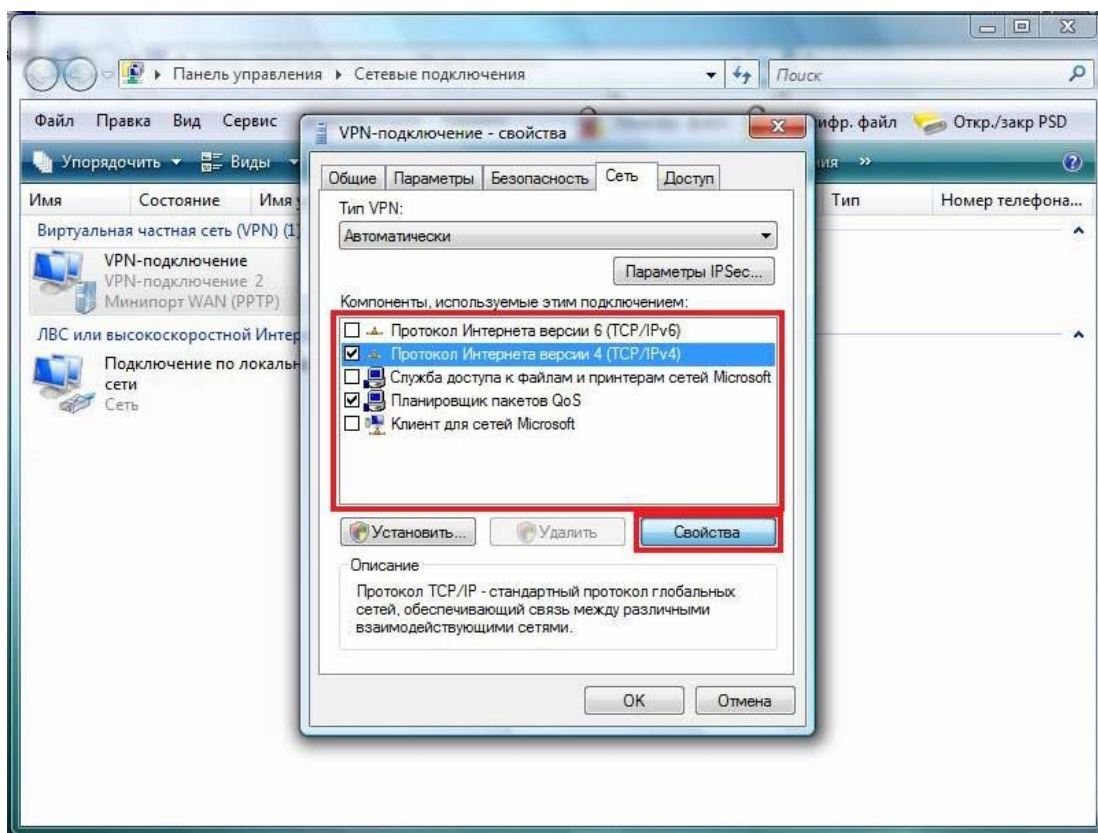 Панель управления ▸ Сетевые подключения
Поиск
Файл Правка Вид Сервис
ифр. файл Откр./закр PSD
Упорядочить Виды
Имя Состояние Имя
Тип Номер телефона...
Виртуальная частная сеть (VPN) (1)
VPN-подключение
VPN-подключение 2
Минипорт WAN (PPTP)
ЛВС или высокоскоростной Интер
Подключение по локальн
сети
Сеть
VPN-подключение - свойства
Общие Параметры Безопасность Сеть Доступ
Тип VPN:
Автоматически
Параметры IPSec...
Компоненты, используемые этим подключением:
Протокол Интернета версии 6 (TCP/IPv6)
Протокол Интернета версии 4 (TCP/IPv4)
Служба доступа к файлам и принтерам сетей Microsoft
Планировщик пакетов QoS
Клиент для сетей Microsoft
Установить... Удалить Свойства
Описание
Протокол TCP/IP - стандартный протокол глобальных
сетей, обеспечивающий связь между различными
взаимодействующими сетями.
OK Отмена